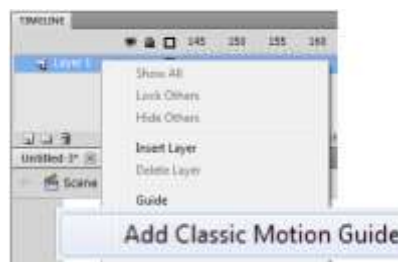 TIMELINE
145 150 155 160
Layer 1
Show All
Lock Others
Hide Others
Insert Layer
Delete Layer
Untitled-1*
Guide
Scene
Add Classic Motion Guide